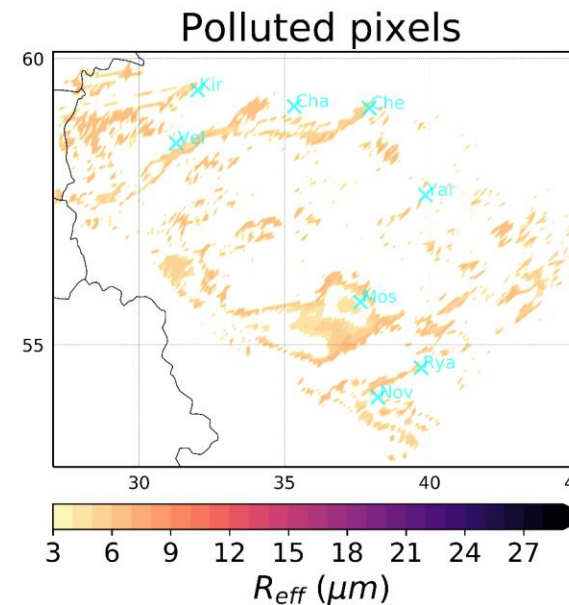 Polluted pixels
60
Kir
Cha
Che
Vel
Yar
Mos
55
Rya
Nov
30 35 40 4
3 6 9 12 15 18 21 24 27
R_eff (μm)